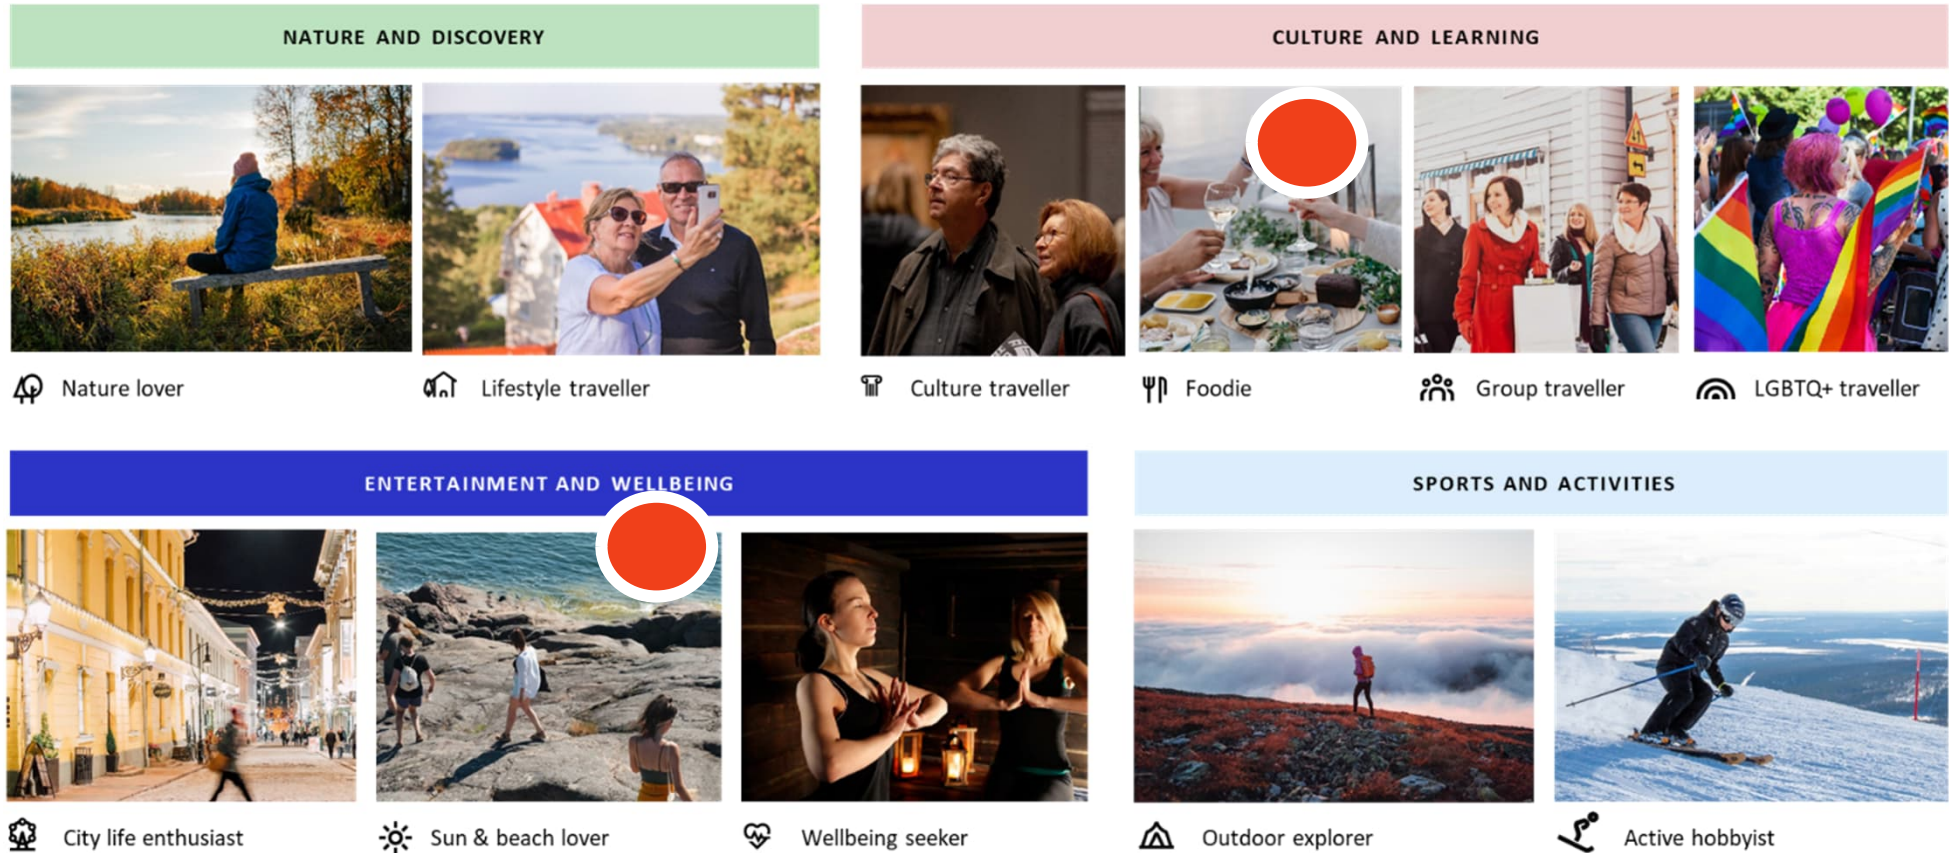 NATURE AND DISCOVERY
CULTURE AND LEARNING
Nature lover
Lifestyle traveller
Culture traveller
Foodie
Group traveller
LGBTQ+ traveller
ENTERTAINMENT AND WELLBEING
SPORTS AND ACTIVITIES
City life enthusiast
Sun & beach lover
Wellbeing seeker
Outdoor explorer
Active hobbyist